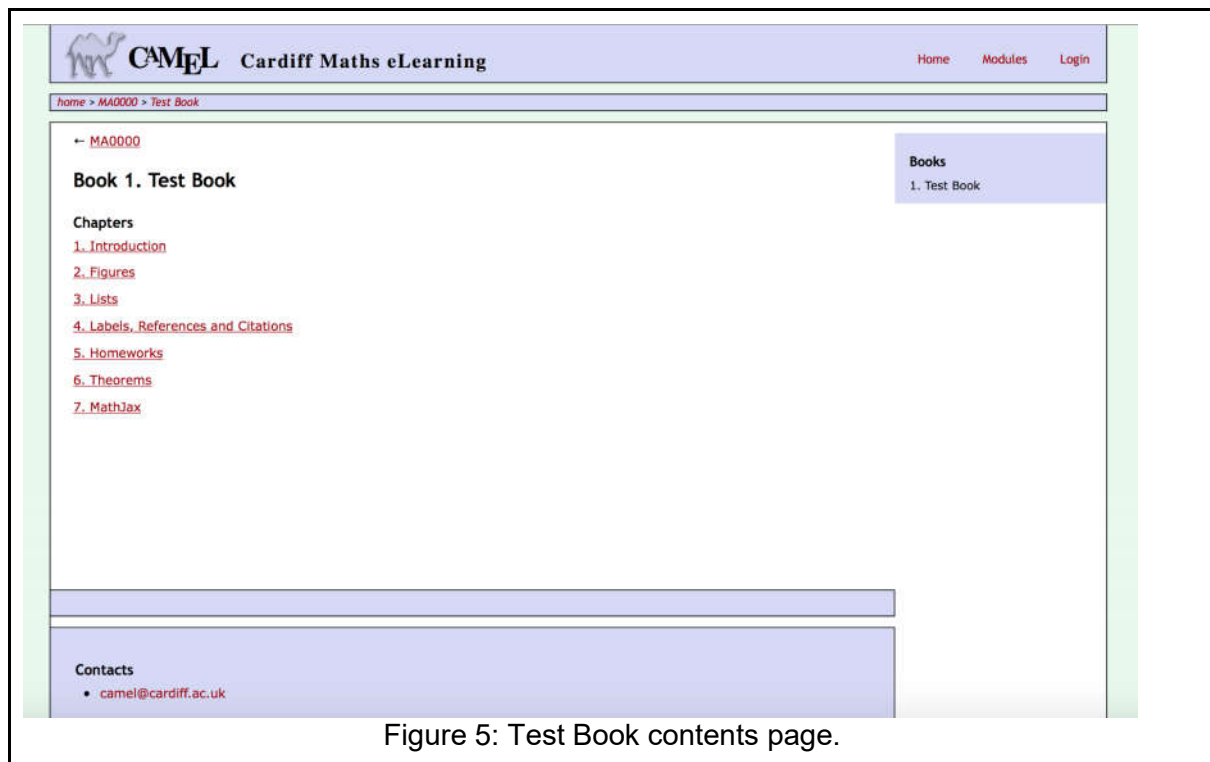 CAMEL Cardiff Maths eLearning
Home Modules Login
home > MA0000 > Test Book
← MA0000
Book 1. Test Book
Chapters
1. Introduction
2. Figures
3. Lists
4. Labels, References and Citations
5. Homeworks
6. Theorems
7. MathJax
Books
1. Test Book
Contacts
• camel@cardiff.ac.uk
Figure 5: Test Book contents page.